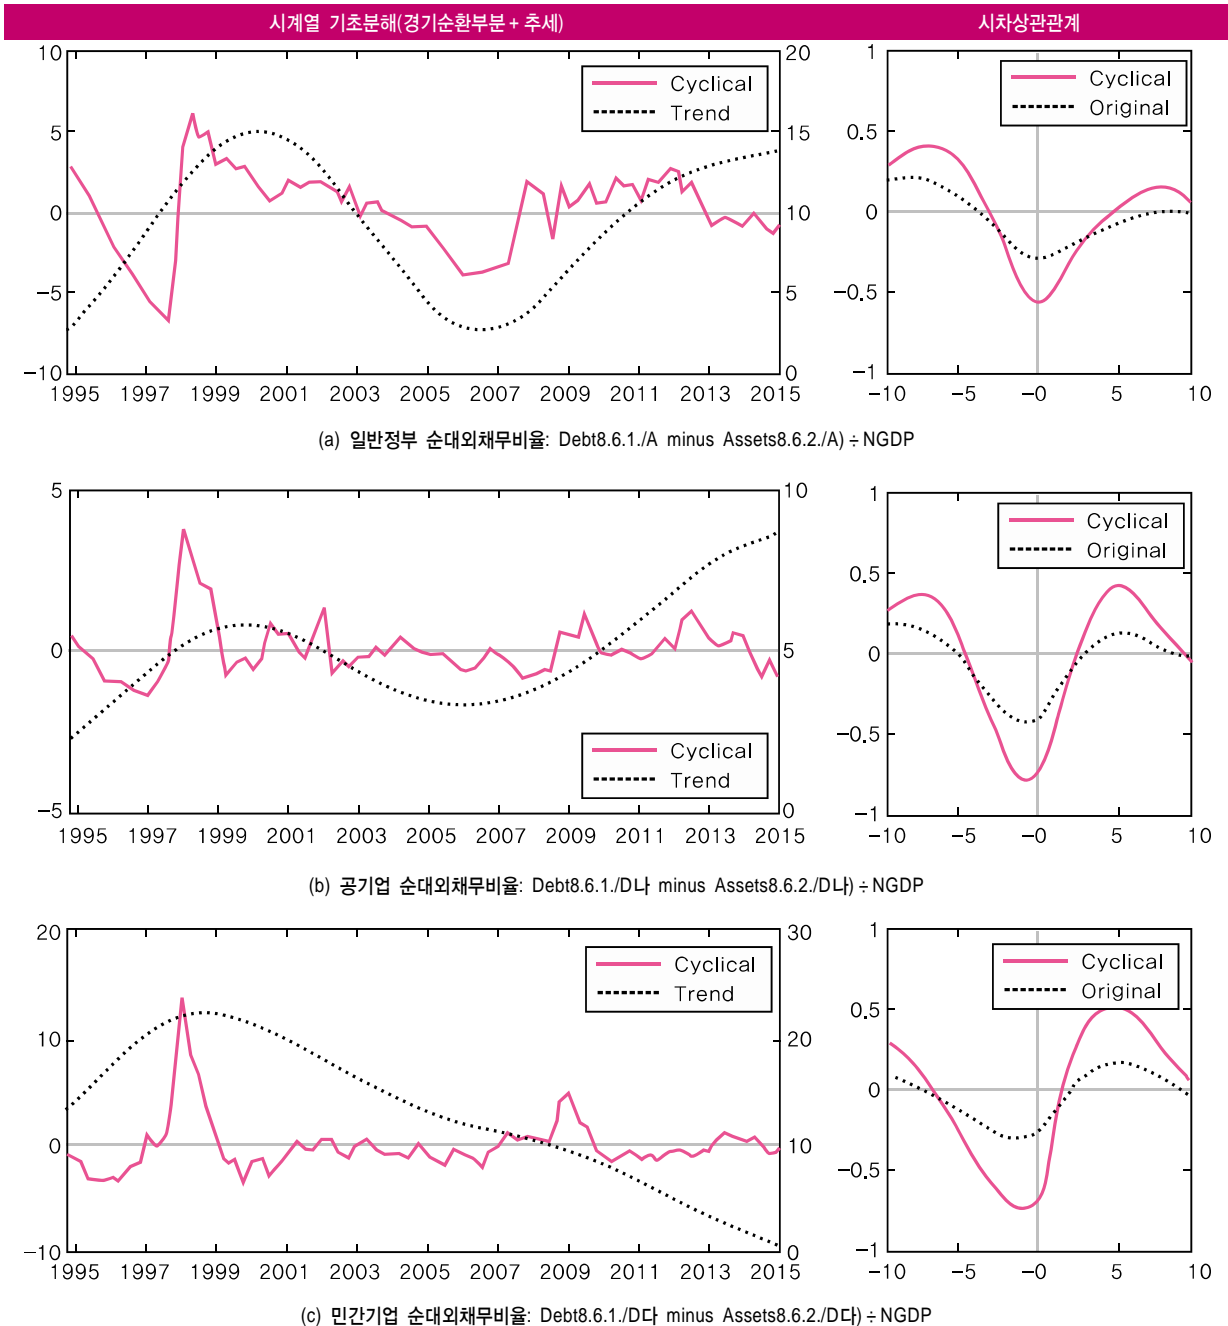 시계열 기초분해(경기순환부분+추세)
시차상관관계
10
5
0
−5
−10
20
15
10
5
0
Cyclical
Trend
1995 1997 1999 2001 2003 2005 2007 2009 2011 2013 2015
1
0.5
0
−0.5
−1
Cyclical
Original
−10 −5 −0 5 10
(a) 일반정부 순대외채무비율: Debt8.6.1./A minus Assets8.6.2./A)÷NGDP
5
0
−5
10
5
0
Cyclical
Trend
1995 1997 1999 2001 2003 2005 2007 2009 2011 2013 2015
1
0.5
0
−0.5
−1
Cyclical
Original
−10 −5 −0 5 10
(b) 공기업 순대외채무비율: Debt8.6.1./D나 minus Assets8.6.2./D나)÷NGDP
20
10
0
−10
30
20
10
0
Cyclical
Trend
1995 1997 1999 2001 2003 2005 2007 2009 2011 2013 2015
1
0.5
0
−0.5
−1
Cyclical
Original
−10 −5 −0 5 10
(c) 민간기업 순대외채무비율: Debt8.6.1./D다 minus Assets8.6.2./D다)÷NGDP